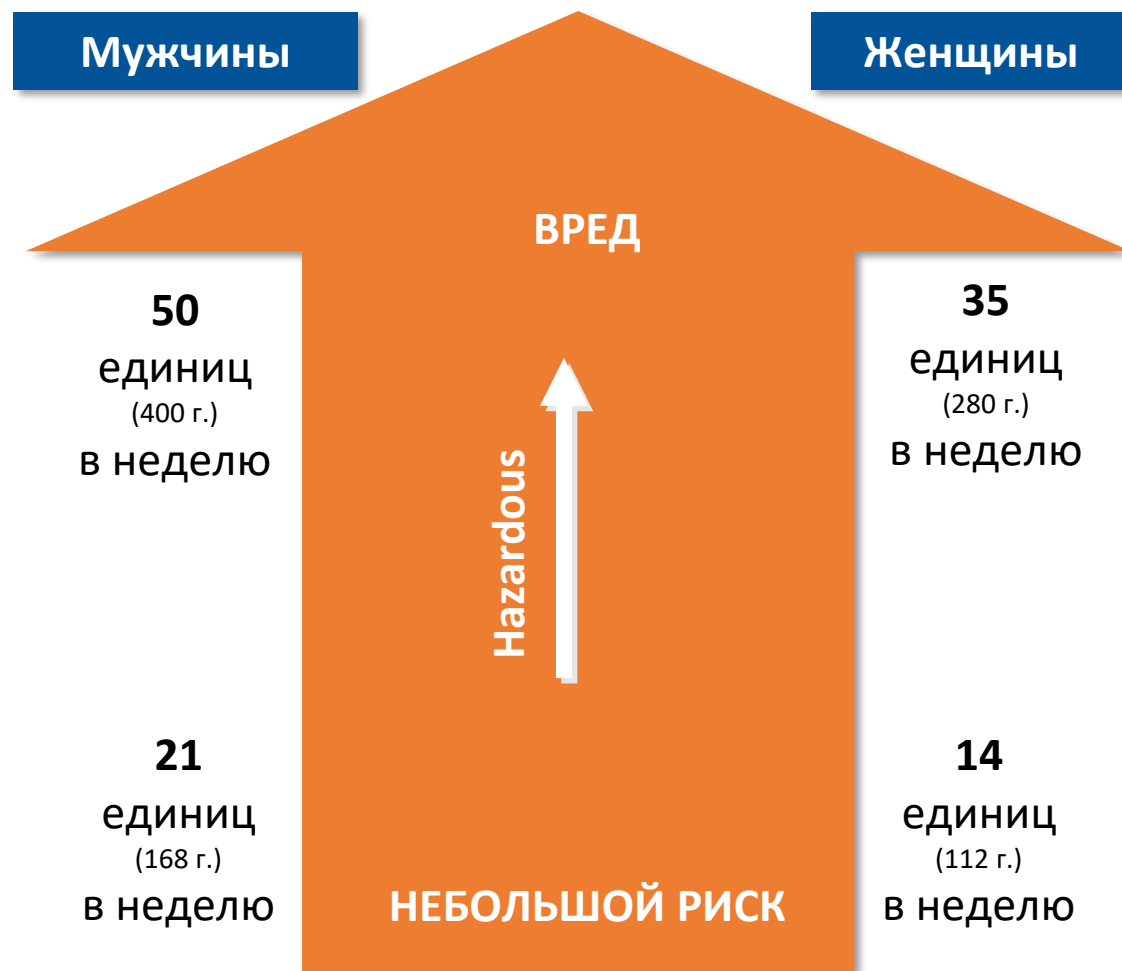 Мужчины
Женщины
ВРЕД
50
единиц
(400 г.)
в неделю
35
единиц
(280 г.)
в неделю
Hazardous
21
единиц
(168 г.)
в неделю
14
единиц
(112 г.)
в неделю
НЕБОЛЬШОЙ РИСК